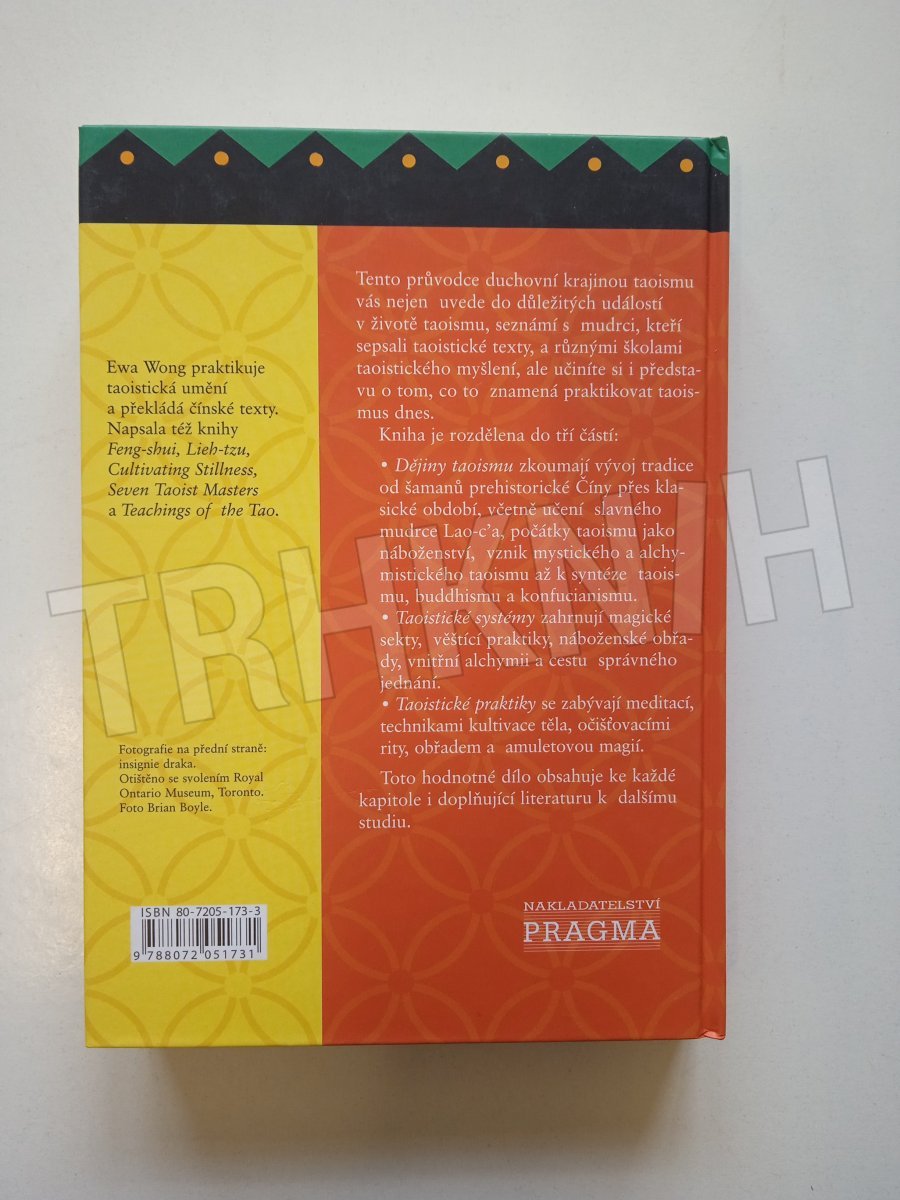 Ewa Wong praktikuje
taoistická umění
a překládá čínské texty.
Napsala též knihy
Feng-shui, Lieh-tzu,
Cultivating Stillness,
Seven Taoist Masters
a Teachings of the Tao.
Fotografie na přední straně:
insignie draka.
Otištěno se svolením Royal
Ontario Museum, Toronto.
Foto Brian Boyle.
ISBN 80-7205-173-3
9 788072 051731
Tento průvodce duchovní krajinou taoismu
vás nejen uvede do důležitých událostí
v životě taoismu, seznámí s mudrci, kteří
sepsali taoistické texty, a různými školami
taoistického myšlení, ale učiníte si i předsta-
vu o tom, co to znamená praktikovat taois-
mus dnes.
Kniha je rozdělena do tří částí:
• Dějiny taoismu zkoumají vývoj tradice
od šamanů prehistorické Číny přes kla-
sické období, včetně učení slavného
mudrce Lao-c'a, počátky taoismu jako
náboženství, vznik mystického a alchy-
mistického taoismu až k syntéze taois-
mu, buddhismu a konfucianismu.
• Taoistické systémy zahrnují magické
sekty, věštící praktiky, náboženské obřa-
dy, vnitřní alchymii a cestu správného
jednání.
• Taoistické praktiky se zabývají meditací,
technikami kultivace těla, očišťovacími
rity, obřadem a amuletovou magií.
Toto hodnotné dílo obsahuje ke každé
kapitole i doplňující literaturu k dalšímu
studiu.
NAKLADATELSTVÍ
PRAGMA
TRHKNIH